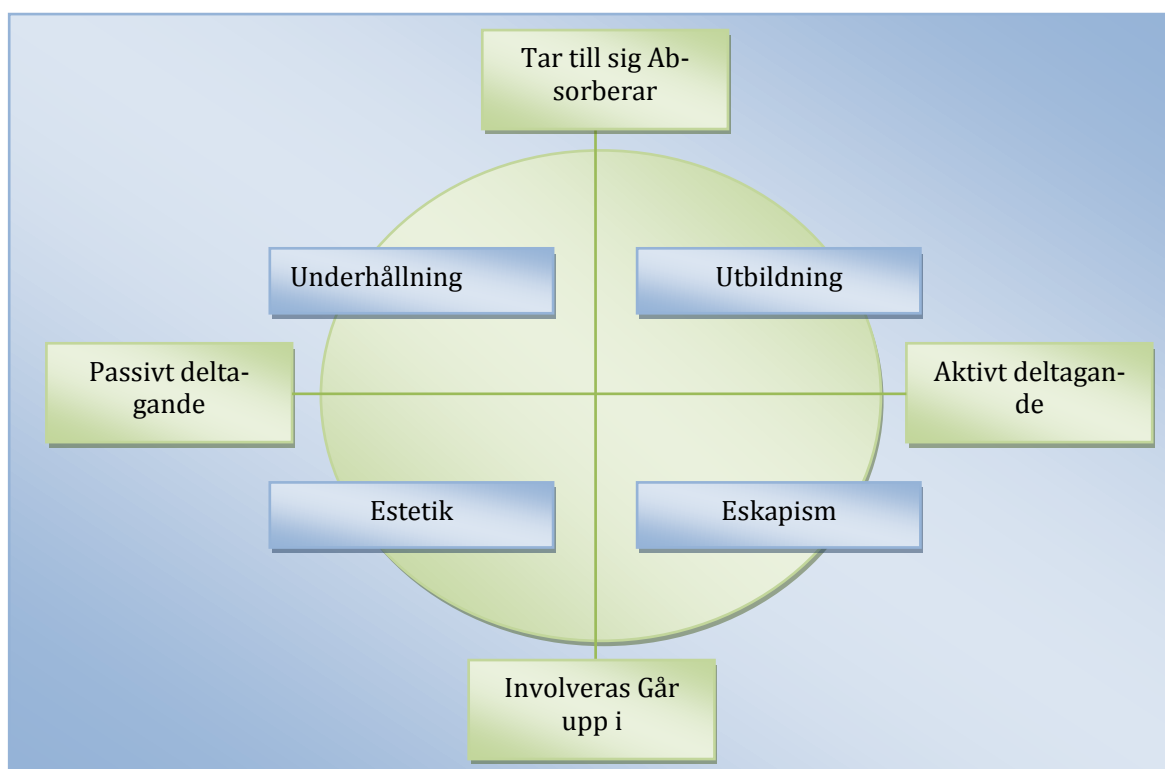 Tar till sig Ab-
sorberar
Underhållning
Utbildning
Passivt delta-
gande
Aktivt deltagan-
de
Estetik
Eskapism
Involveras Går
upp i